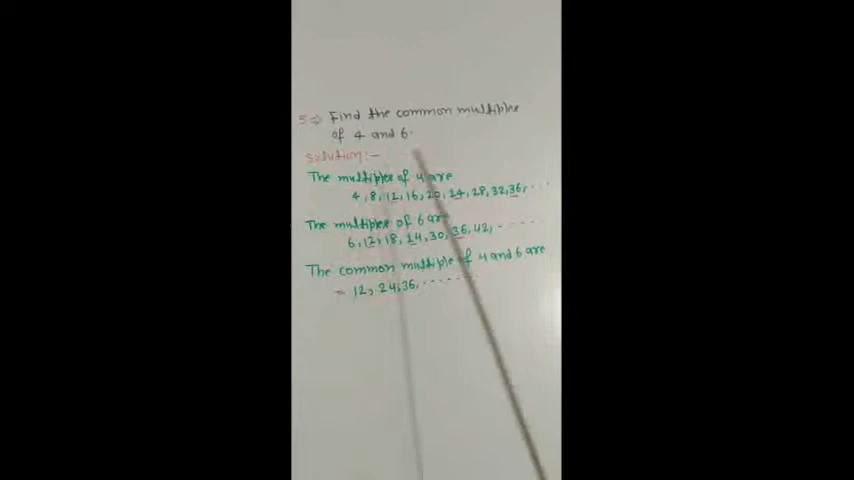 5⇒ Find the common multiple
of 4 and 6.
Solution:-
The multiples of 4 are
4, 8, 12, 16, 20, 24, 28, 32, 36, ....
The multiples of 6 are
6, 12, 18, 24, 30, 36, 42, ......
The common multiple of 4 and 6 are
= 12, 24, 36, ........